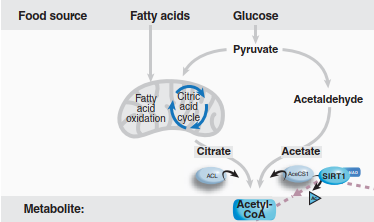 Food source Fatty acids Glucose
Pyruvate
Fatty
acid
oxidation
Citric
acid
cycle
Acetaldehyde
Citrate Acetate
ACL AceCS1 SIRT1
Ac
Metabolite:
Acetyl-
CoA